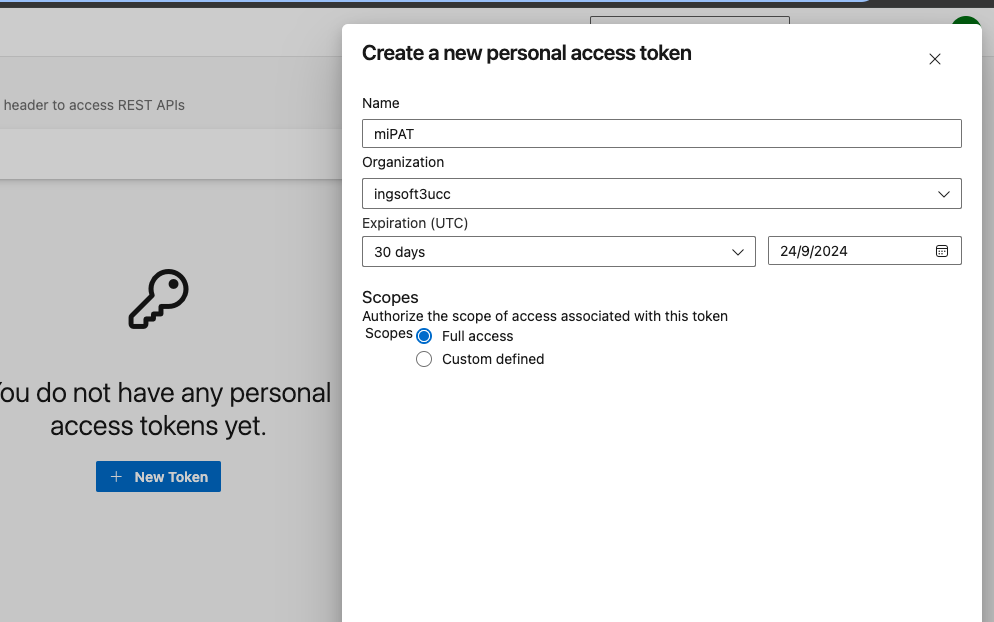 Create a new personal access token
header to access REST APIs
Name
miPAT
Organization
ingsoft3ucc
Expiration (UTC)
30 days
24/9/2024
Scopes
Authorize the scope of access associated with this token
Scopes
Full access
Custom defined
ou do not have any personal
access tokens yet.
+ New Token